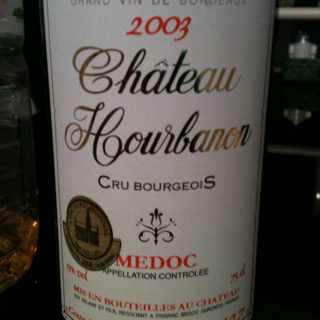 GRAND VIN DE BORDEAUX
2003
Château
Hourbanon
CRU BOURGEOIS
MEDOC
APPELLATION CONTROLEE
75 cl
MIS EN BOUTEILLES AU CHATEAU